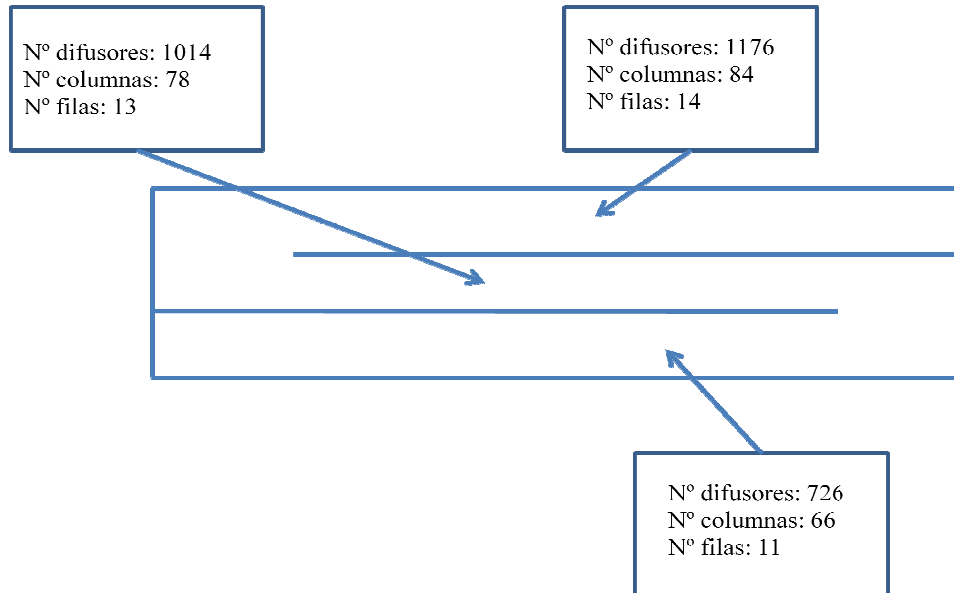 Nº difusores: 1014
Nº columnas: 78
Nº filas: 13
Nº difusores: 1176
Nº columnas: 84
Nº filas: 14
Nº difusores: 726
Nº columnas: 66
Nº filas: 11